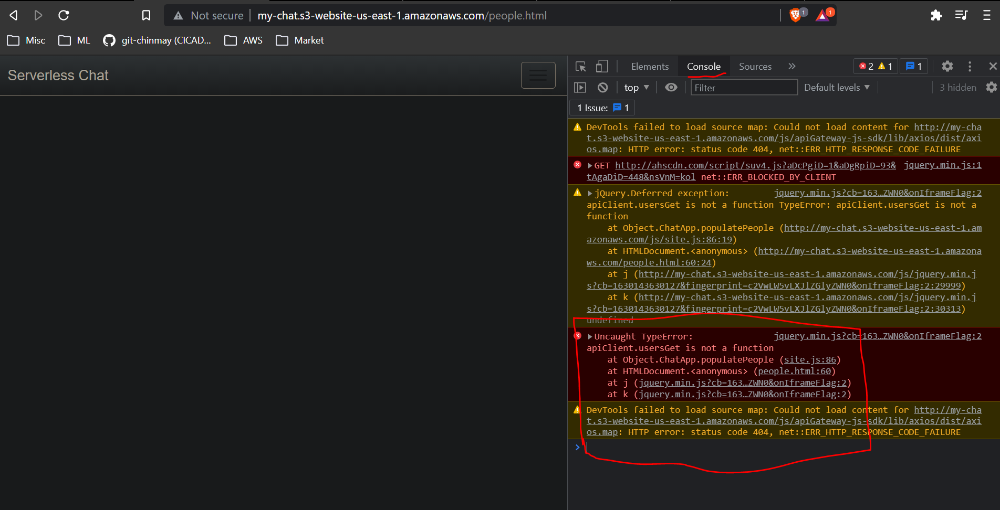 Not secure my-chat.s3-website-us-east-1.amazonaws.com/people.html 1 1
Misc ML git-chinmay (CICAD... AWS Market
Serverless Chat
Elements Console Sources » 2 1 1
top Filter Default levels 3 hidden
1 Issue: 1
DevTools failed to load source map: Could not load content for http://my-cha
t.s3-website-us-east-1.amazonaws.com/js/apiGateway-js-sdk/lib/axios/dist/axi
os.map: HTTP error: status code 404, net::ERR_HTTP_RESPONSE_CODE_FAILURE
GET http://ahscdn.com/script/suv4.js?aDcPgiD=1&aDgRpiD=93& jquery.min.js:1
tAgaDiD=448&nsVnM=kol net::ERR_BLOCKED_BY_CLIENT
jQuery.Deferred exception: jquery.min.js?cb=163…ZWN0&onIframeFlag:2
apiClient.usersGet is not a function TypeError: apiClient.usersGet is not a
function
at Object.ChatApp.populatePeople (http://my-chat.s3-website-us-east-1.am
azonaws.com/js/site.js:86:19)
at HTMLDocument.<anonymous> (http://my-chat.s3-website-us-east-1.amazona
ws.com/people.html:60:24)
at j (http://my-chat.s3-website-us-east-1.amazonaws.com/js/jquery.min.j
s?cb=1630143630127&fingerprint=c2VwLW5vLXJlZGlyZWN0&onIframeFlag:2:29999)
at k (http://my-chat.s3-website-us-east-1.amazonaws.com/js/jquery.min.j
s?cb=1630143630127&fingerprint=c2VwLW5vLXJlZGlyZWN0&onIframeFlag:2:30313)
undefined
Uncaught TypeError: jquery.min.js?cb=163…ZWN0&onIframeFlag:2
apiClient.usersGet is not a function
at Object.ChatApp.populatePeople (site.js:86)
at HTMLDocument.<anonymous> (people.html:60)
at j (jquery.min.js?cb=163…ZWN0&onIframeFlag:2)
at k (jquery.min.js?cb=163…ZWN0&onIframeFlag:2)
DevTools failed to load source map: Could not load content for http://my-cha
t.s3-website-us-east-1.amazonaws.com/js/apiGateway-js-sdk/lib/axios/dist/axi
os.map: HTTP error: status code 404, net::ERR_HTTP_RESPONSE_CODE_FAILURE